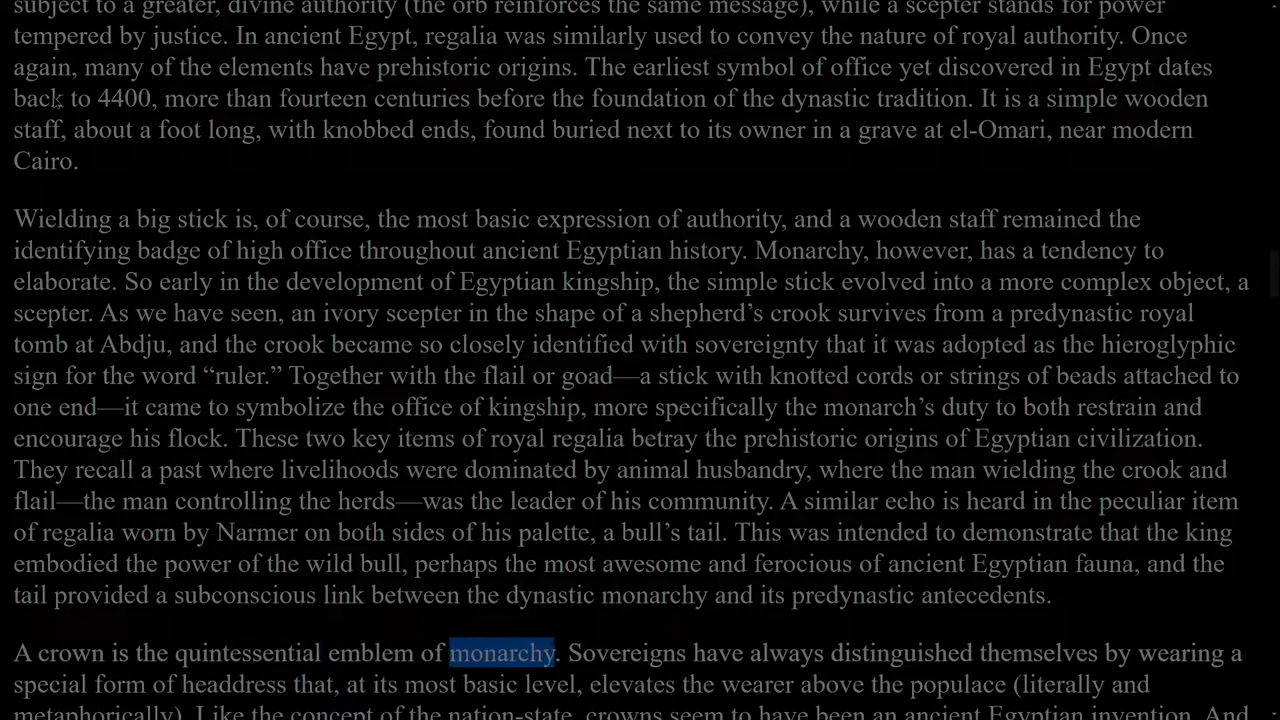 subject to a greater, divine authority (the orb reinforces the same message), while a scepter stands for power
tempered by justice. In ancient Egypt, regalia was similarly used to convey the nature of royal authority. Once
again, many of the elements have prehistoric origins. The earliest symbol of office yet discovered in Egypt dates
back to 4400, more than fourteen centuries before the foundation of the dynastic tradition. It is a simple wooden
staff, about a foot long, with knobbed ends, found buried next to its owner in a grave at el-Omari, near modern
Cairo.
Wielding a big stick is, of course, the most basic expression of authority, and a wooden staff remained the
identifying badge of high office throughout ancient Egyptian history. Monarchy, however, has a tendency to
elaborate. So early in the development of Egyptian kingship, the simple stick evolved into a more complex object, a
scepter. As we have seen, an ivory scepter in the shape of a shepherd’s crook survives from a predynastic royal
tomb at Abdju, and the crook became so closely identified with sovereignty that it was adopted as the hieroglyphic
sign for the word “ruler.” Together with the flail or goad—a stick with knotted cords or strings of beads attached to
one end—it came to symbolize the office of kingship, more specifically the monarch’s duty to both restrain and
encourage his flock. These two key items of royal regalia betray the prehistoric origins of Egyptian civilization.
They recall a past where livelihoods were dominated by animal husbandry, where the man wielding the crook and
flail—the man controlling the herds—was the leader of his community. A similar echo is heard in the peculiar item
of regalia worn by Narmer on both sides of his palette, a bull’s tail. This was intended to demonstrate that the king
embodied the power of the wild bull, perhaps the most awesome and ferocious of ancient Egyptian fauna, and the
tail provided a subconscious link between the dynastic monarchy and its predynastic antecedents.
A crown is the quintessential emblem of monarchy. Sovereigns have always distinguished themselves by wearing a
special form of headdress that, at its most basic level, elevates the wearer above the populace (literally and
metaphorically). Like the concept of the nation-state, crowns seem to have been an ancient Egyptian invention. And